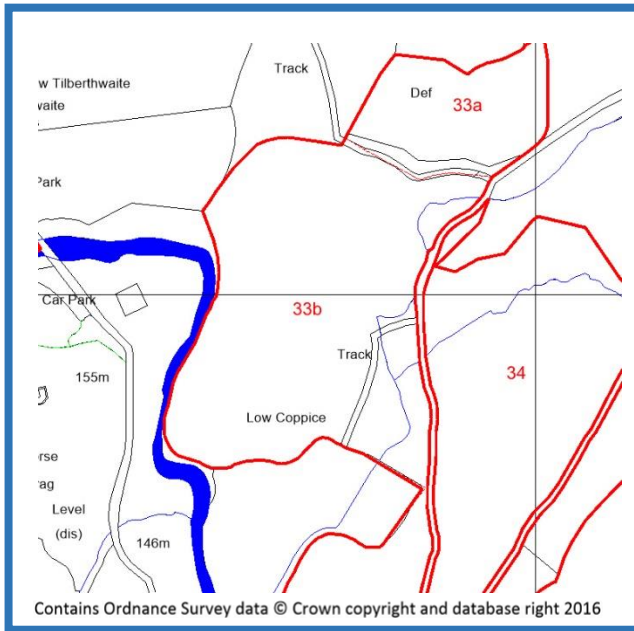 Track
w Tilberthwaite
waite
Def
33a
Park
Car Park
33b
155m
Track
34
Low Coppice
rse
rag
Level
(dis)
146m
Contains Ordnance Survey data © Crown copyright and database right 2016